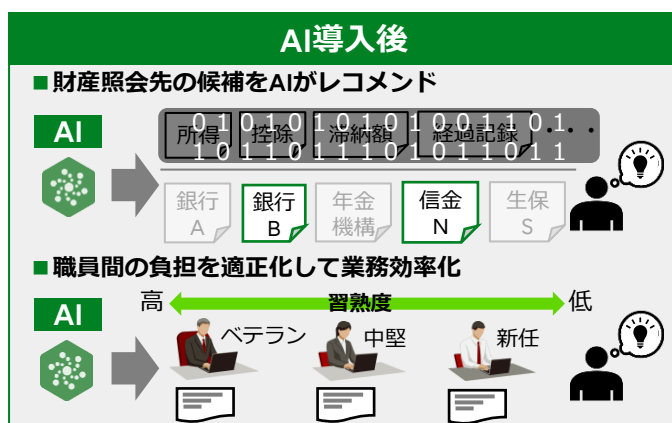 AI導入後
■財産照会先の候補をAIがレコメンド
AI
所得 控除 滞納額 経過記録 ・・・
0 1 0 1 0 1 0 1 0 1 0 0 1 1 0 1
1 0 1 1 0 1 1 1 0 1 0 1 1 0 1 1
銀行
A
銀行
B
年金
機構
信金
N
生保
S
■職員間の負担を適正化して業務効率化
AI
高 習熟度 低
ベテラン 中堅 新任